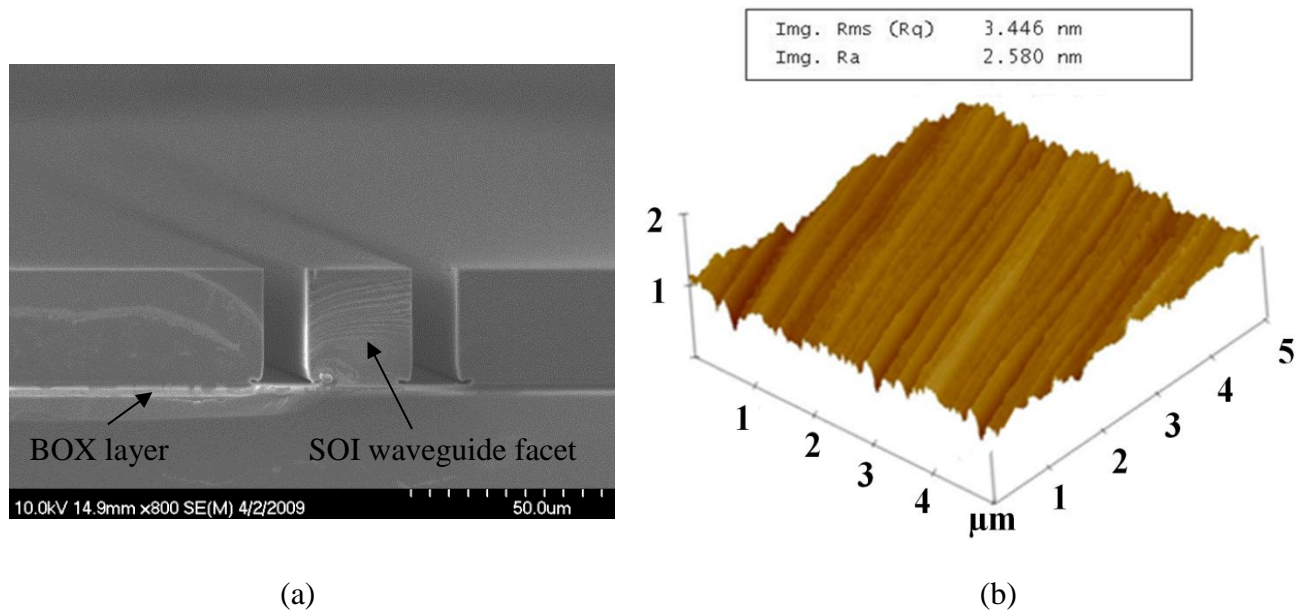 BOX layer
SOI waveguide facet
10.0kV 14.9mm x800 SE(M) 4/2/2009 50.0um
(a)
Img. Rms (Rq) 3.446 nm
Img. Ra 2.580 nm
2
1
1
2
3
4
µm
1
2
3
4
5
(b)